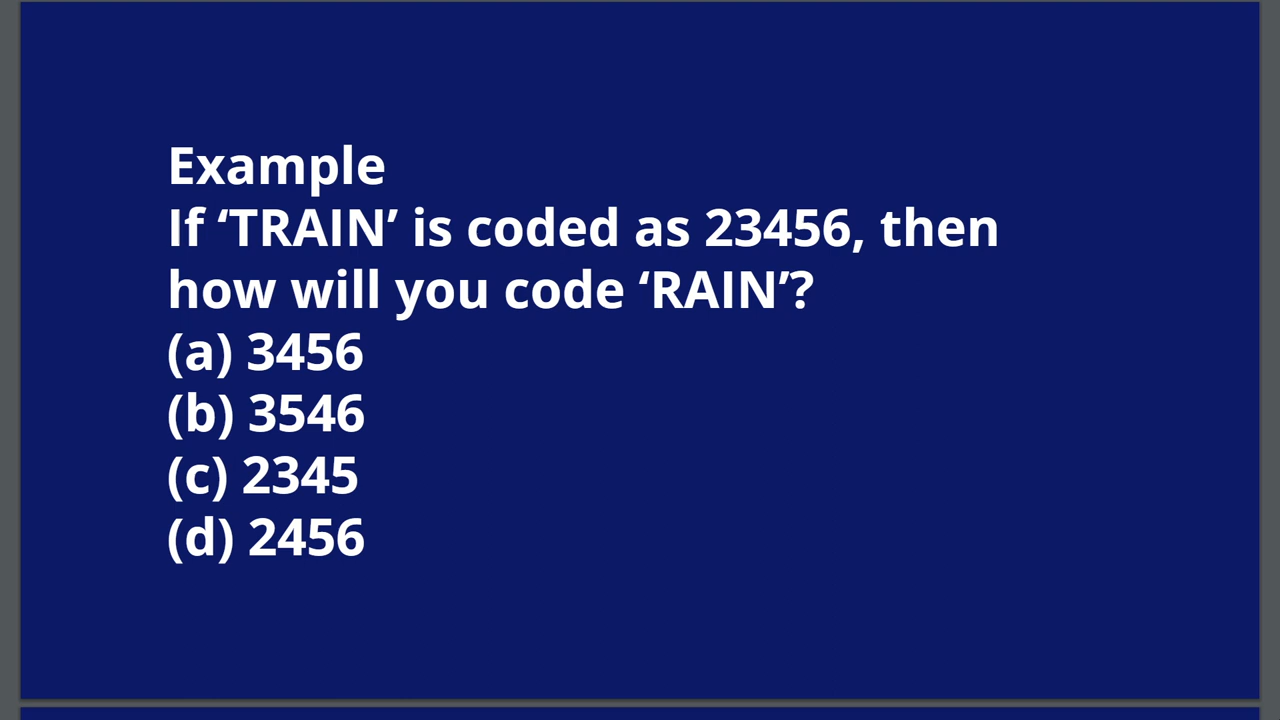 Example
If ‘TRAIN’ is coded as 23456, then
how will you code ‘RAIN’?
(a) 3456
(b) 3546
(c) 2345
(d) 2456